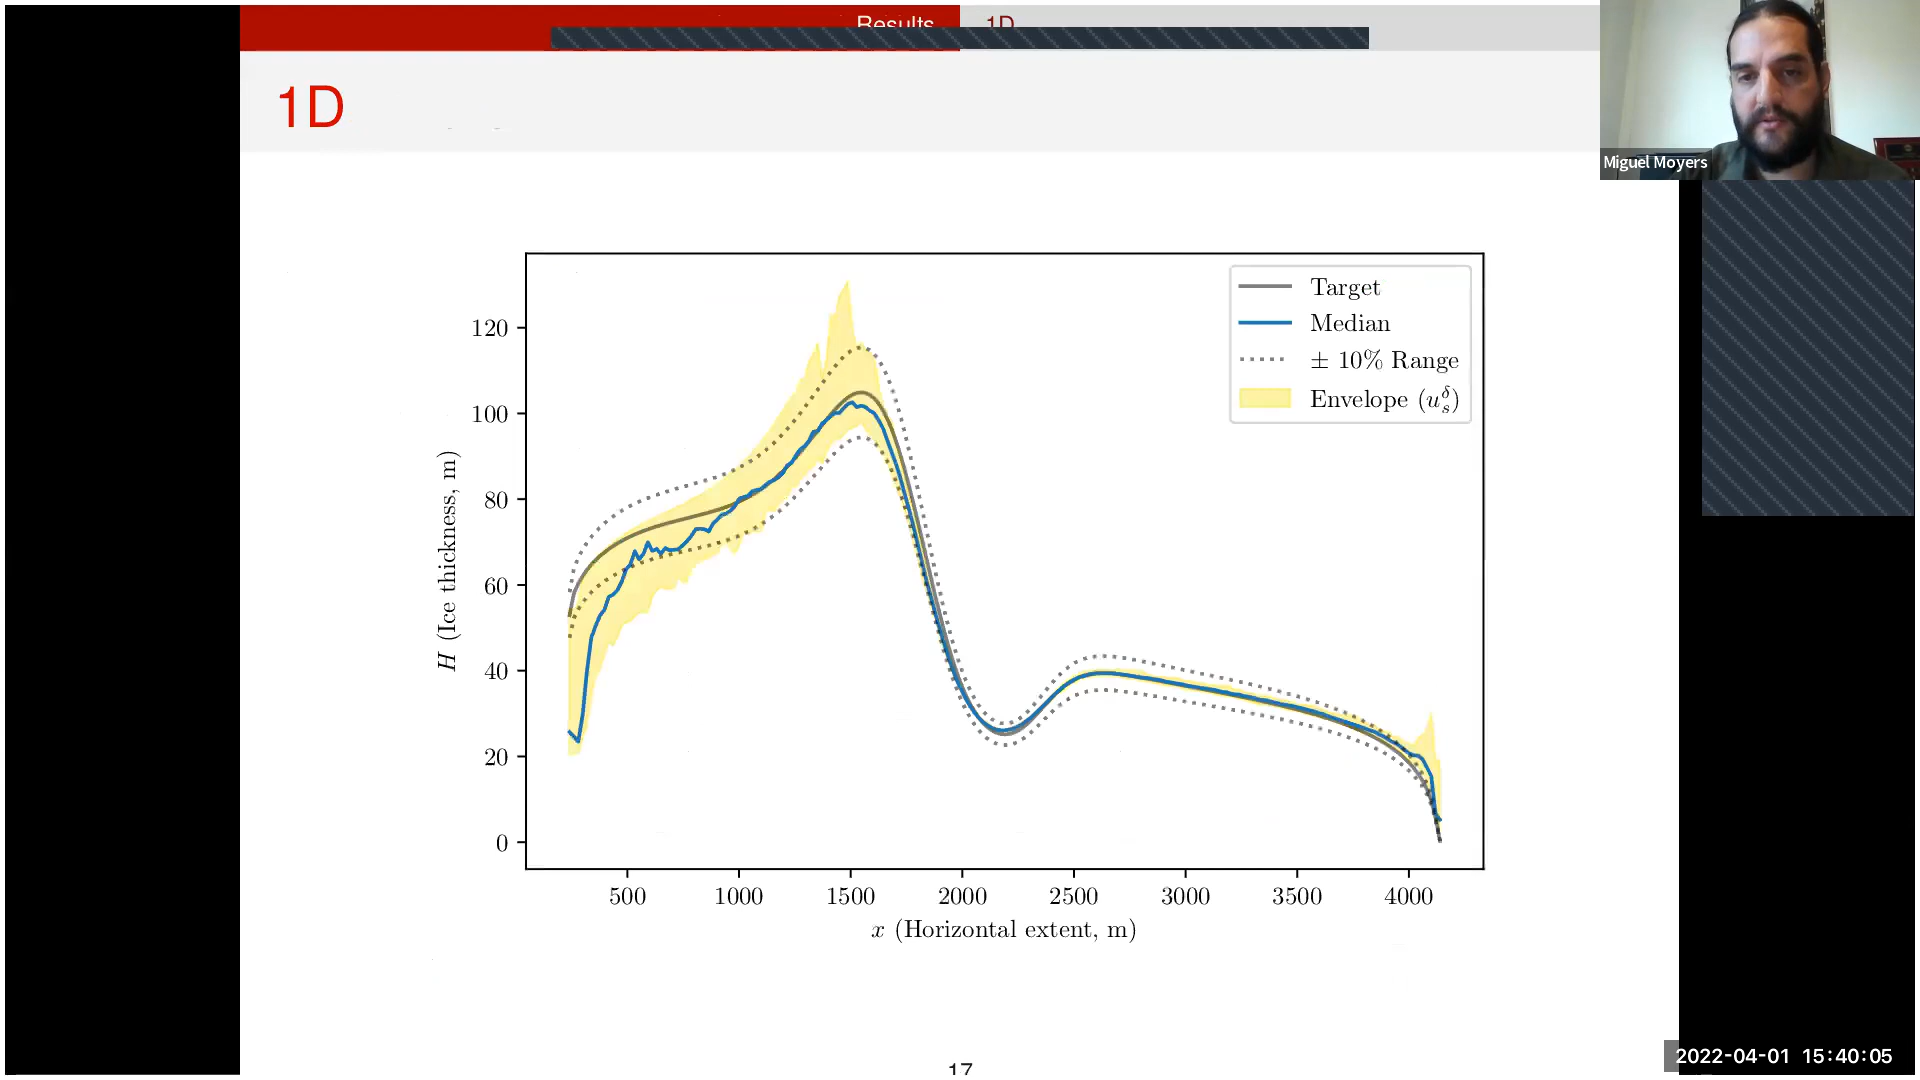 Results 1D
1D
Miguel Moyers
Target
Median
± 10% Range
Envelope (u_s^δ)
120
100
80
60
40
20
0
H (Ice thickness, m)
500 1000 1500 2000 2500 3000 3500 4000
x (Horizontal extent, m)
17
2022-04-01 15:40:05